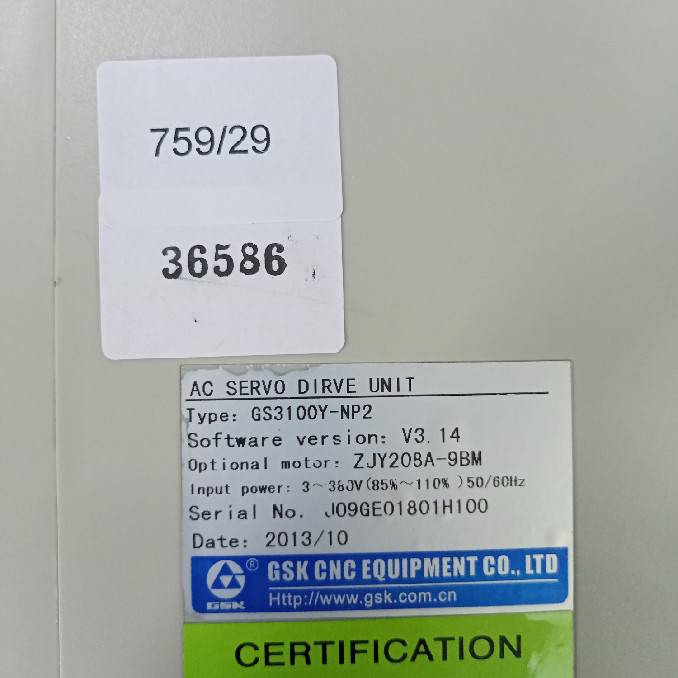 759/29
36586
AC SERVO DIRVE UNIT
Type: GS3100Y-NP2
Software version: V3.14
Optional motor: ZJY208A-9BM
Input power: 3～380V(85%～110% )50/60Hz
Serial No. J09GE01801H100
Date: 2013/10
® GSK CNC EQUIPMENT CO., LTD
GSK Http://www.gsk.com.cn
CERTIFICATION